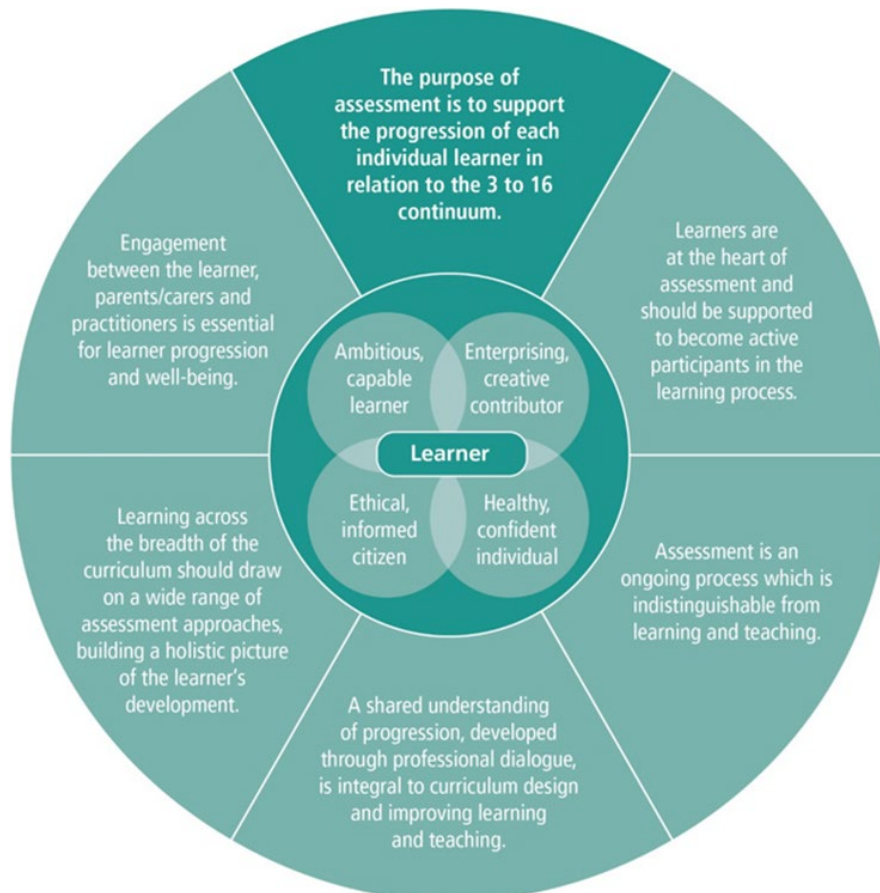 The purpose of
assessment is to support
the progression of each
individual learner in
relation to the 3 to 16
continuum.
Learners are
at the heart of
assessment and
should be supported
to become active
participants in the
learning process.
Assessment is an
ongoing process which is
indistinguishable from
learning and teaching.
A shared understanding
of progression, developed
through professional dialogue,
is integral to curriculum design
and improving learning
and teaching.
Learning across
the breadth of the
curriculum should draw
on a wide range of
assessment approaches,
building a holistic picture
of the learner’s
development.
Engagement
between the learner,
parents/carers and
practitioners is essential
for learner progression
and well-being.
Ambitious,
capable
learner
Enterprising,
creative
contributor
Learner
Ethical,
informed
citizen
Healthy,
confident
individual